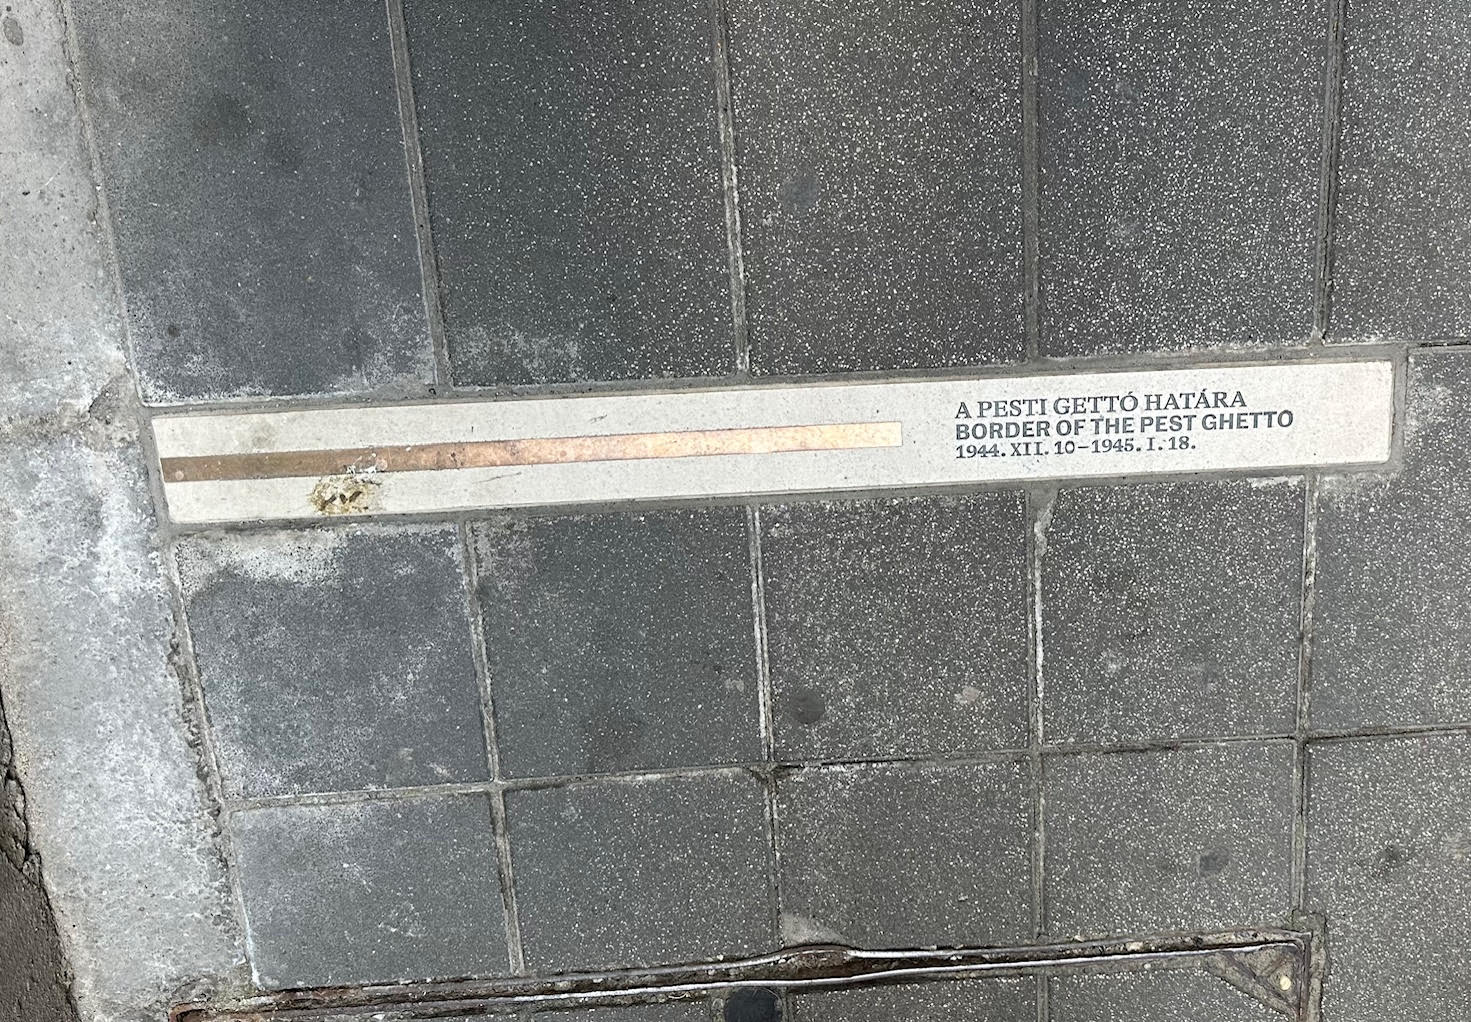 A PESTI GETTÓ HATÁRA
BORDER OF THE PEST GHETTO
1944. XII. 10–1945. I. 18.